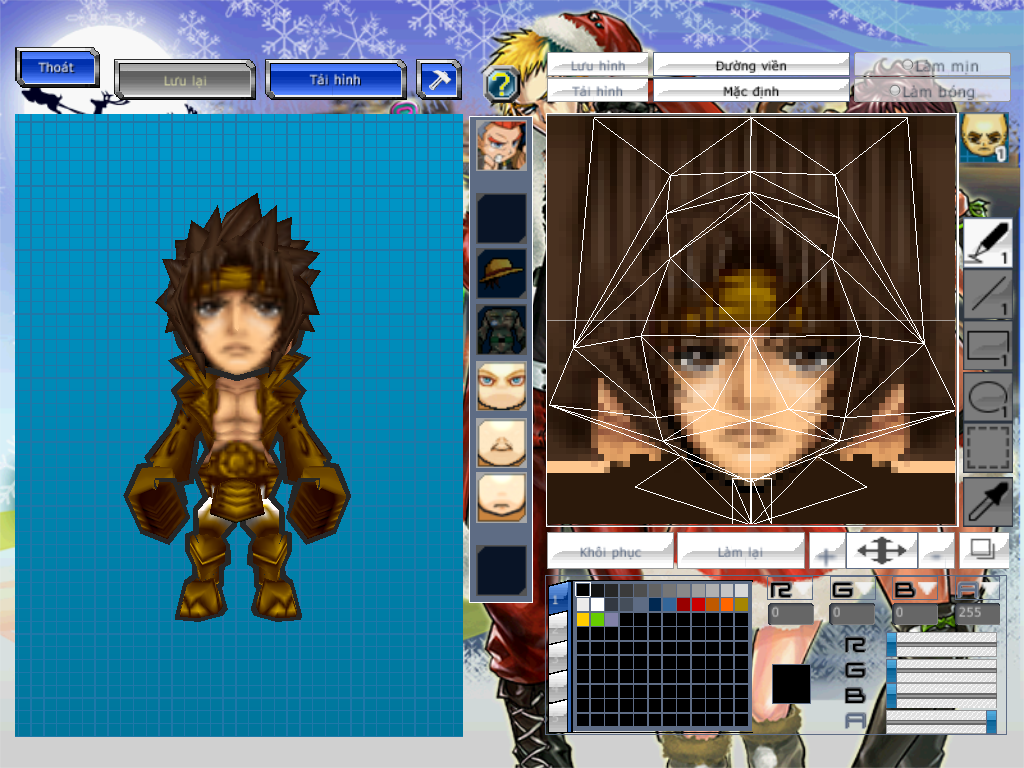 Thoát
Lưu lại
Tải hình
?
Lưu hình
Đường viền
Làm mịn
Tải hình
Mặc định
Làm bóng
1
1
1
1
1
Khôi phục
Làm lại
+
-
1
R
G
B
A
0
0
0
255
R
G
B
A